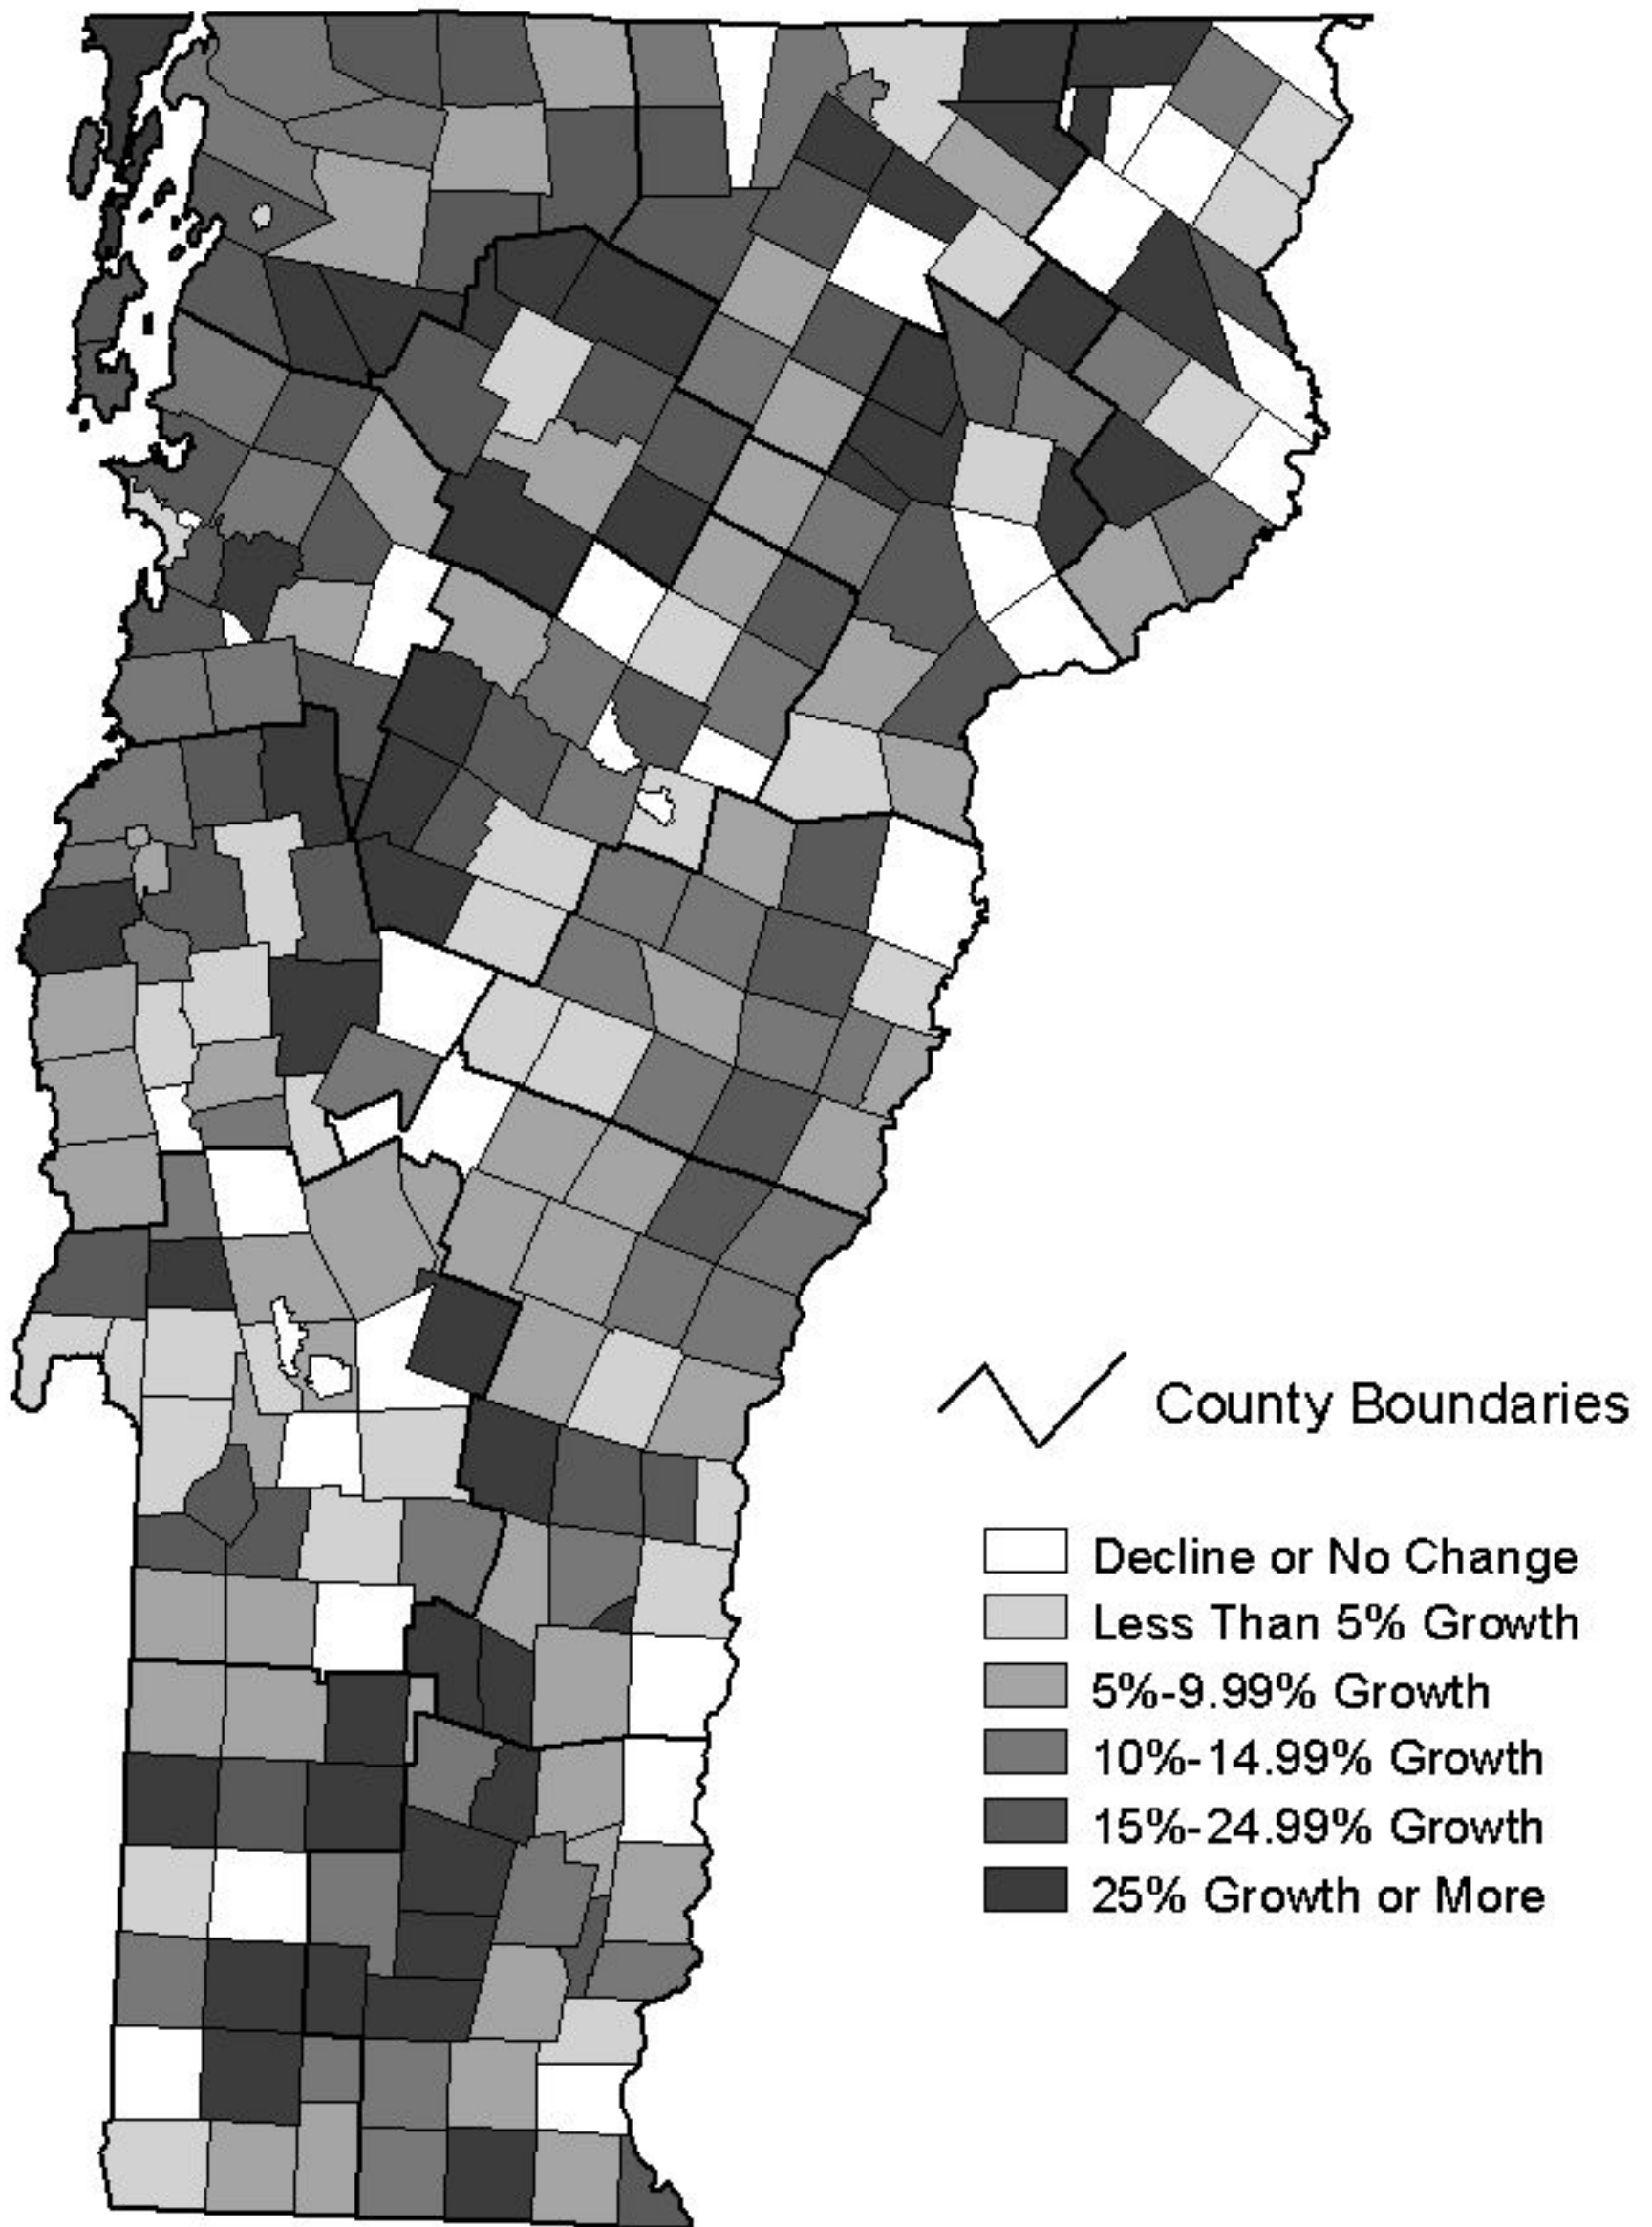 County Boundaries
Decline or No Change
Less Than 5% Growth
5%-9.99% Growth
10%-14.99% Growth
15%-24.99% Growth
25% Growth or More